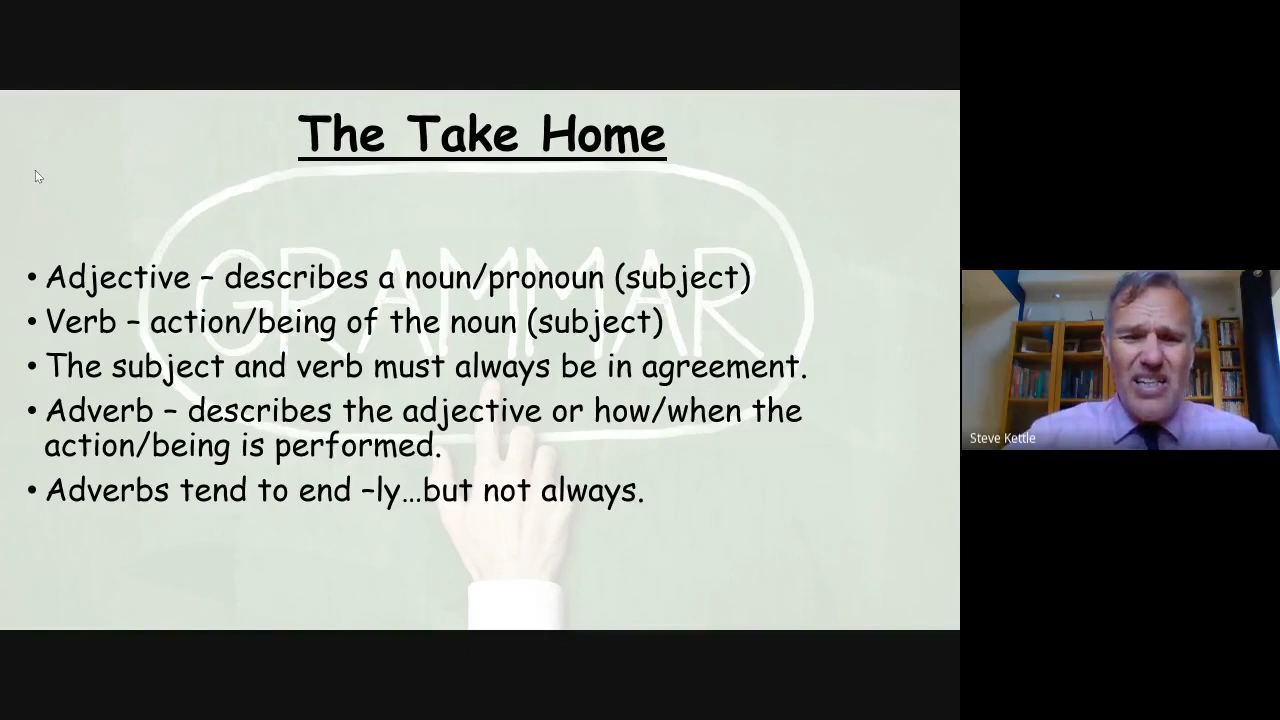 The Take Home
GRAMMAR
• Adjective – describes a noun/pronoun (subject)
• Verb – action/being of the noun (subject)
• The subject and verb must always be in agreement.
• Adverb – describes the adjective or how/when the
action/being is performed.
• Adverbs tend to end –ly…but not always.
Steve Kettle